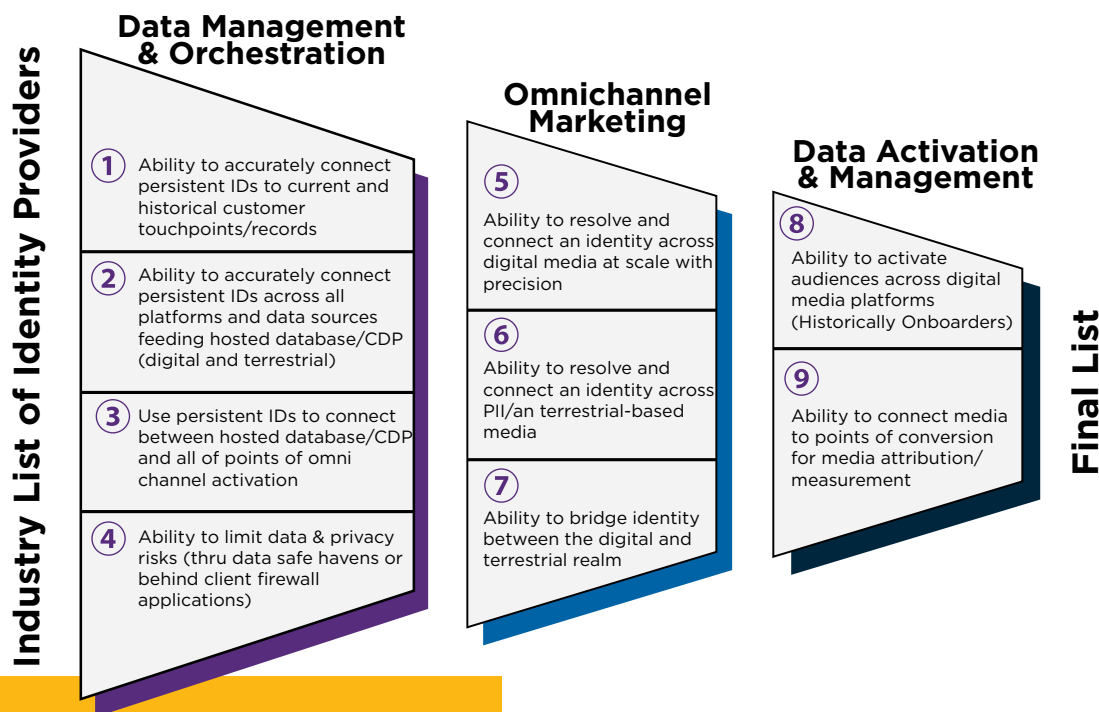 Industry List of Identity Providers
Data Management
& Orchestration
1
Ability to accurately connect
persistent IDs to current and
historical customer
touchpoints/records
2
Ability to accurately connect
persistent IDs across all
platforms and data sources
feeding hosted database/CDP
(digital and terrestrial)
3
Use persistent IDs to connect
between hosted database/CDP
and all of points of omni
channel activation
4
Ability to limit data & privacy
risks (thru data safe havens or
behind client firewall
applications)
Omnichannel
Marketing
5
Ability to resolve and
connect an identity across
digital media at scale with
precision
6
Ability to resolve and
connect an identity across
PII/an terrestrial-based
media
7
Ability to bridge identity
between the digital and
terrestrial realm
Data Activation
& Management
8
Ability to activate
audiences across digital
media platforms
(Historically Onboarders)
9
Ability to connect media
to points of conversion
for media attribution/
measurement
Final List